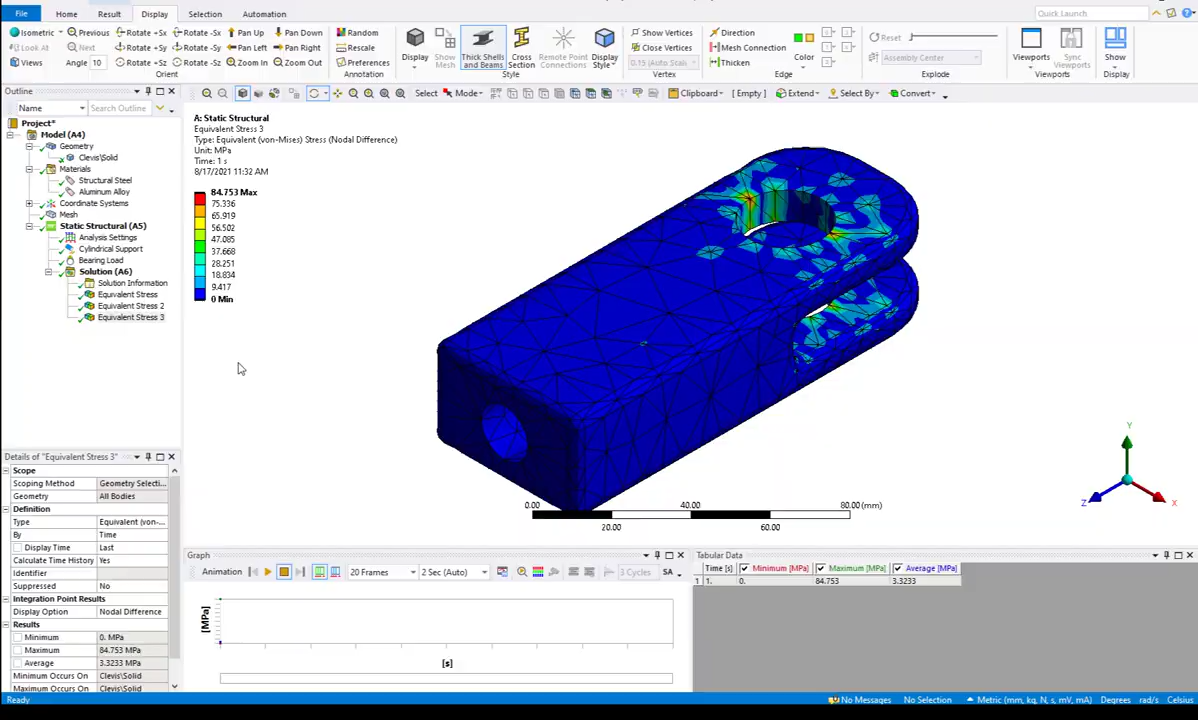 File Home Result Display Selection Automation Quick Launch
Isometric Previous Rotate +Sx Rotate -Sx Pan Up Pan Down Random Show Vertices Direction Reset
Look At Next Rotate +Sy Rotate -Sy Pan Left Pan Right Rescale Close Vertices Mesh Connection
Views Angle 10 Rotate +Sz Rotate -Sz Zoom In Zoom Out Preferences 0.15 (Auto Scale) Thicken Assembly Center
Display Show Mesh Thick Shells and Beams Cross Section Remote Point Connections Display Style Color Viewports Sync Viewports Show
Orient Annotation Style Vertex Edge Explode Viewports Display
Outline Select Mode Clipboard [ Empty ] Extend Select By Convert
Name Search Outline
Project*
Model (A4)
Geometry
Clevis\Solid
Materials
Structural Steel
Aluminum Alloy
Coordinate Systems
Mesh
Static Structural (A5)
Analysis Settings
Cylindrical Support
Bearing Load
Solution (A6)
Solution Information
Equivalent Stress
Equivalent Stress 2
Equivalent Stress 3
A: Static Structural
Equivalent Stress 3
Type: Equivalent (von-Mises) Stress (Nodal Difference)
Unit: MPa
Time: 1 s
8/17/2021 11:32 AM
84.753 Max
75.336
65.919
56.502
47.085
37.668
28.251
18.834
9.417
0 Min
0.00 40.00 80.00 (mm)
20.00 60.00
Y
Z X
Details of "Equivalent Stress 3"
Scope
Scoping Method Geometry Selecti...
Geometry All Bodies
Definition
Type Equivalent (von-...
By Time
Display Time Last
Calculate Time History Yes
Identifier
Suppressed No
Integration Point Results
Display Option Nodal Difference
Results
Minimum 0. MPa
Maximum 84.753 MPa
Average 3.3233 MPa
Minimum Occurs On Clevis\Solid
Maximum Occurs On Clevis\Solid
Graph
Animation 20 Frames 2 Sec (Auto) 3 Cycles
[MPa]
[s]
Tabular Data
Time [s] Minimum [MPa] Maximum [MPa] Average [MPa]
1 1. 0. 84.753 3.3233
Ready No Messages No Selection Metric (mm, kg, N, s, mV, mA) Degrees rad/s Celsius